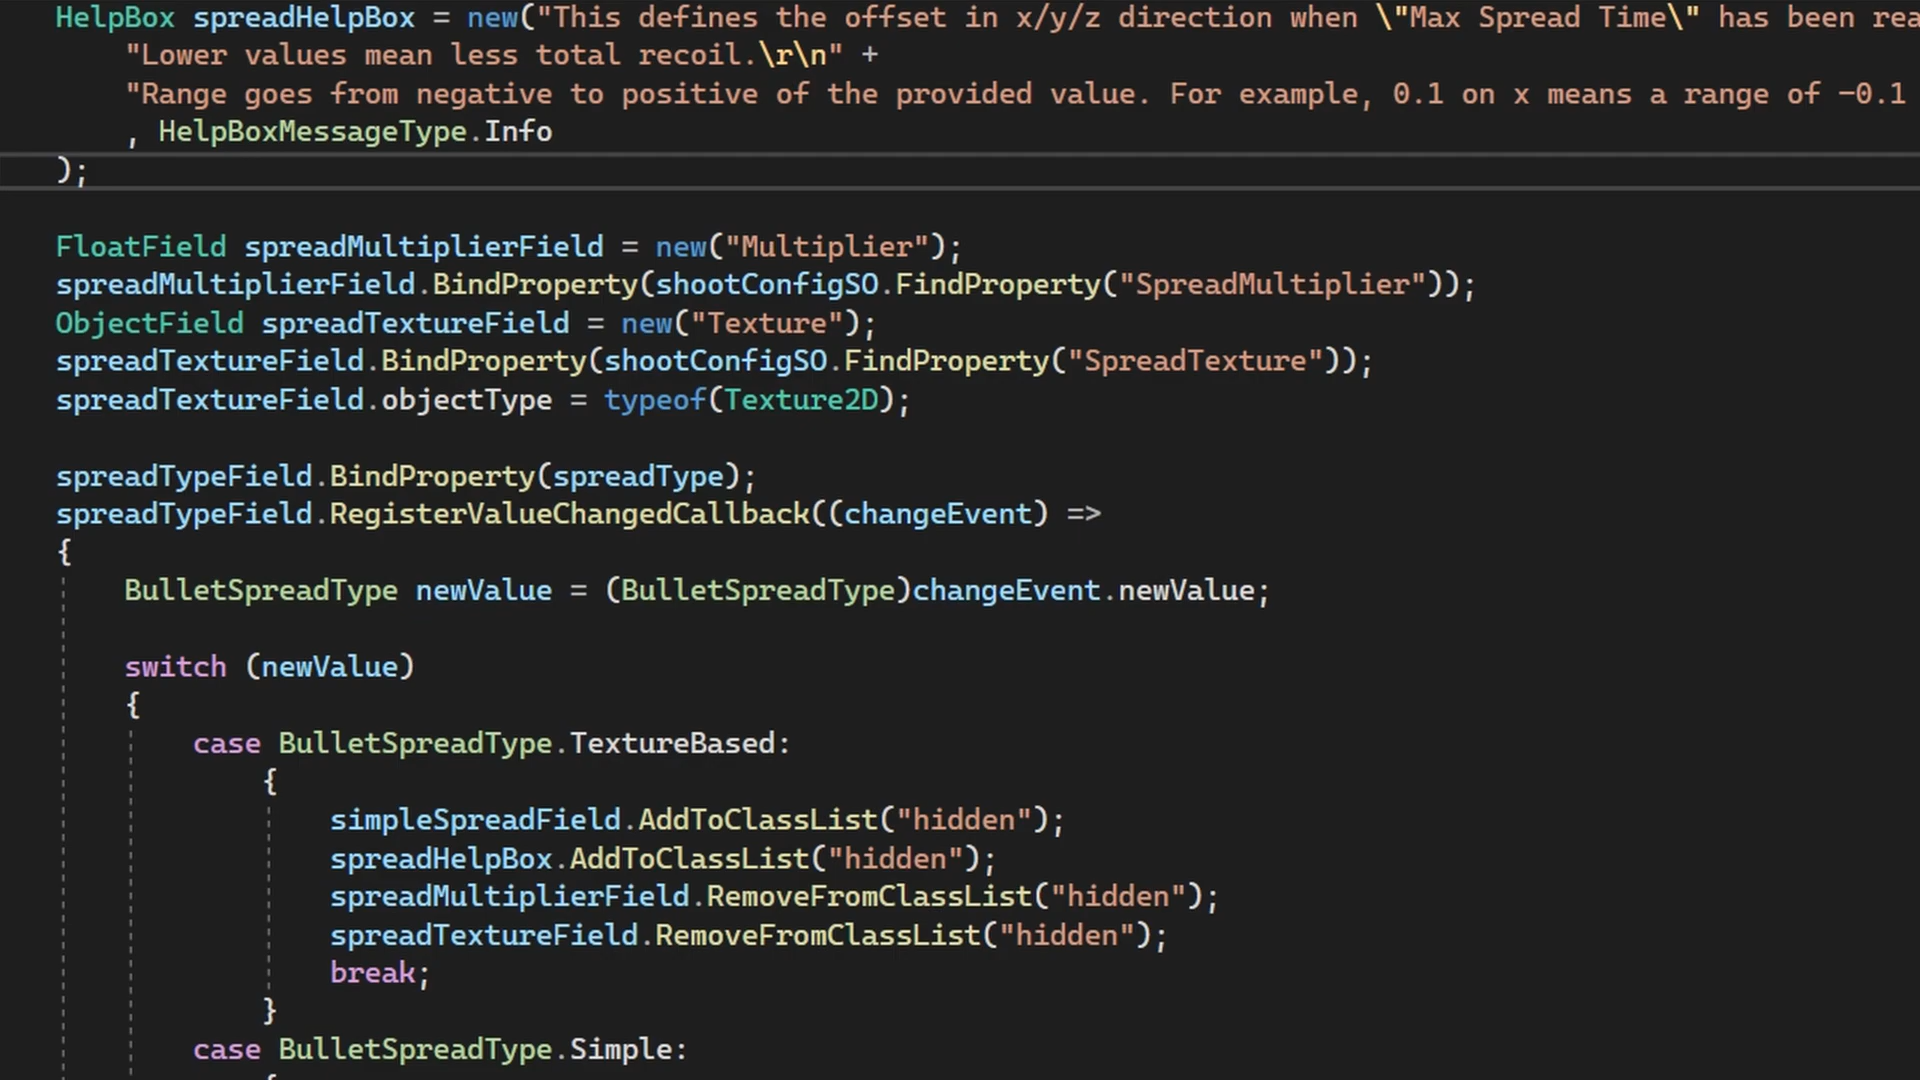 HelpBox spreadHelpBox = new("This defines the offset in x/y/z direction when \"Max Spread Time\" has been rea
"Lower values mean less total recoil.\r\n" +
"Range goes from negative to positive of the provided value. For example, 0.1 on x means a range of -0.1
, HelpBoxMessageType.Info
);
FloatField spreadMultiplierField = new("Multiplier");
spreadMultiplierField.BindProperty(shootConfigSO.FindProperty("SpreadMultiplier"));
ObjectField spreadTextureField = new("Texture");
spreadTextureField.BindProperty(shootConfigSO.FindProperty("SpreadTexture"));
spreadTextureField.objectType = typeof(Texture2D);
spreadTypeField.BindProperty(spreadType);
spreadTypeField.RegisterValueChangedCallback((changeEvent) =>
{
BulletSpreadType newValue = (BulletSpreadType)changeEvent.newValue;
switch (newValue)
{
case BulletSpreadType.TextureBased:
{
simpleSpreadField.AddToClassList("hidden");
spreadHelpBox.AddToClassList("hidden");
spreadMultiplierField.RemoveFromClassList("hidden");
spreadTextureField.RemoveFromClassList("hidden");
break;
}
case BulletSpreadType.Simple: